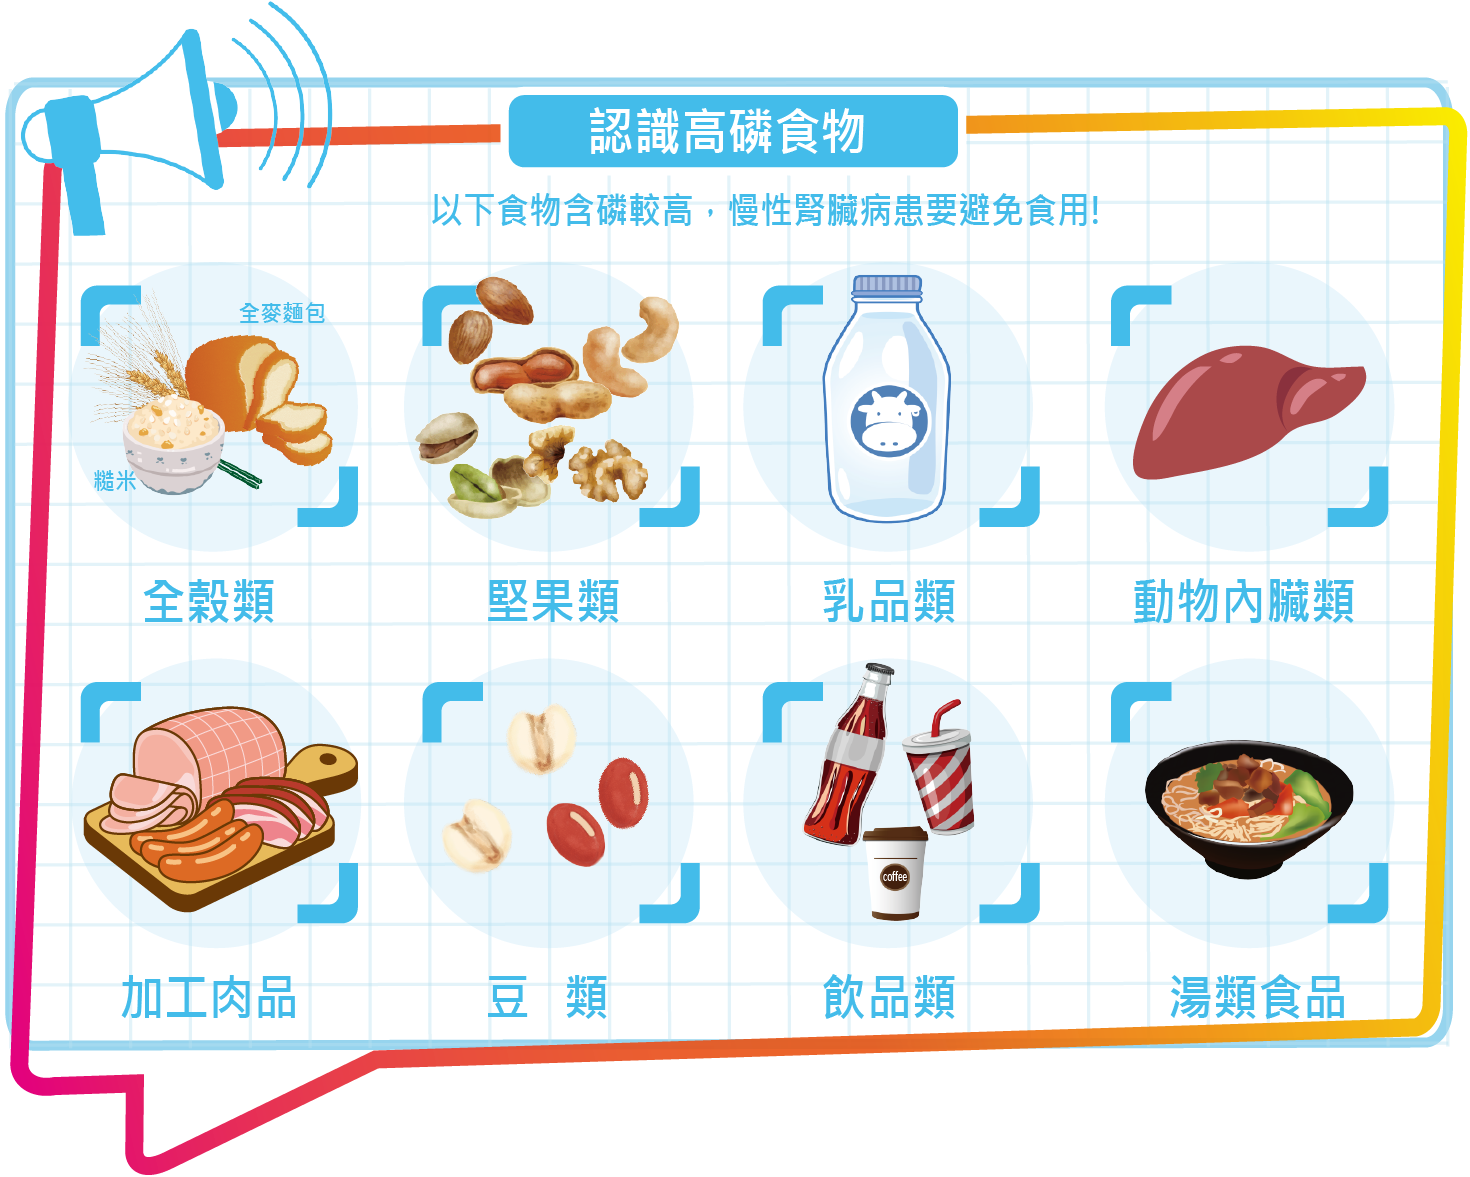 認識高磷食物
以下食物含磷較高，慢性腎臟病患要避免食用!
全麥麵包
糙米
全穀類
堅果類
乳品類
動物內臟類
coffee
加工肉品
豆 類
飲品類
湯類食品